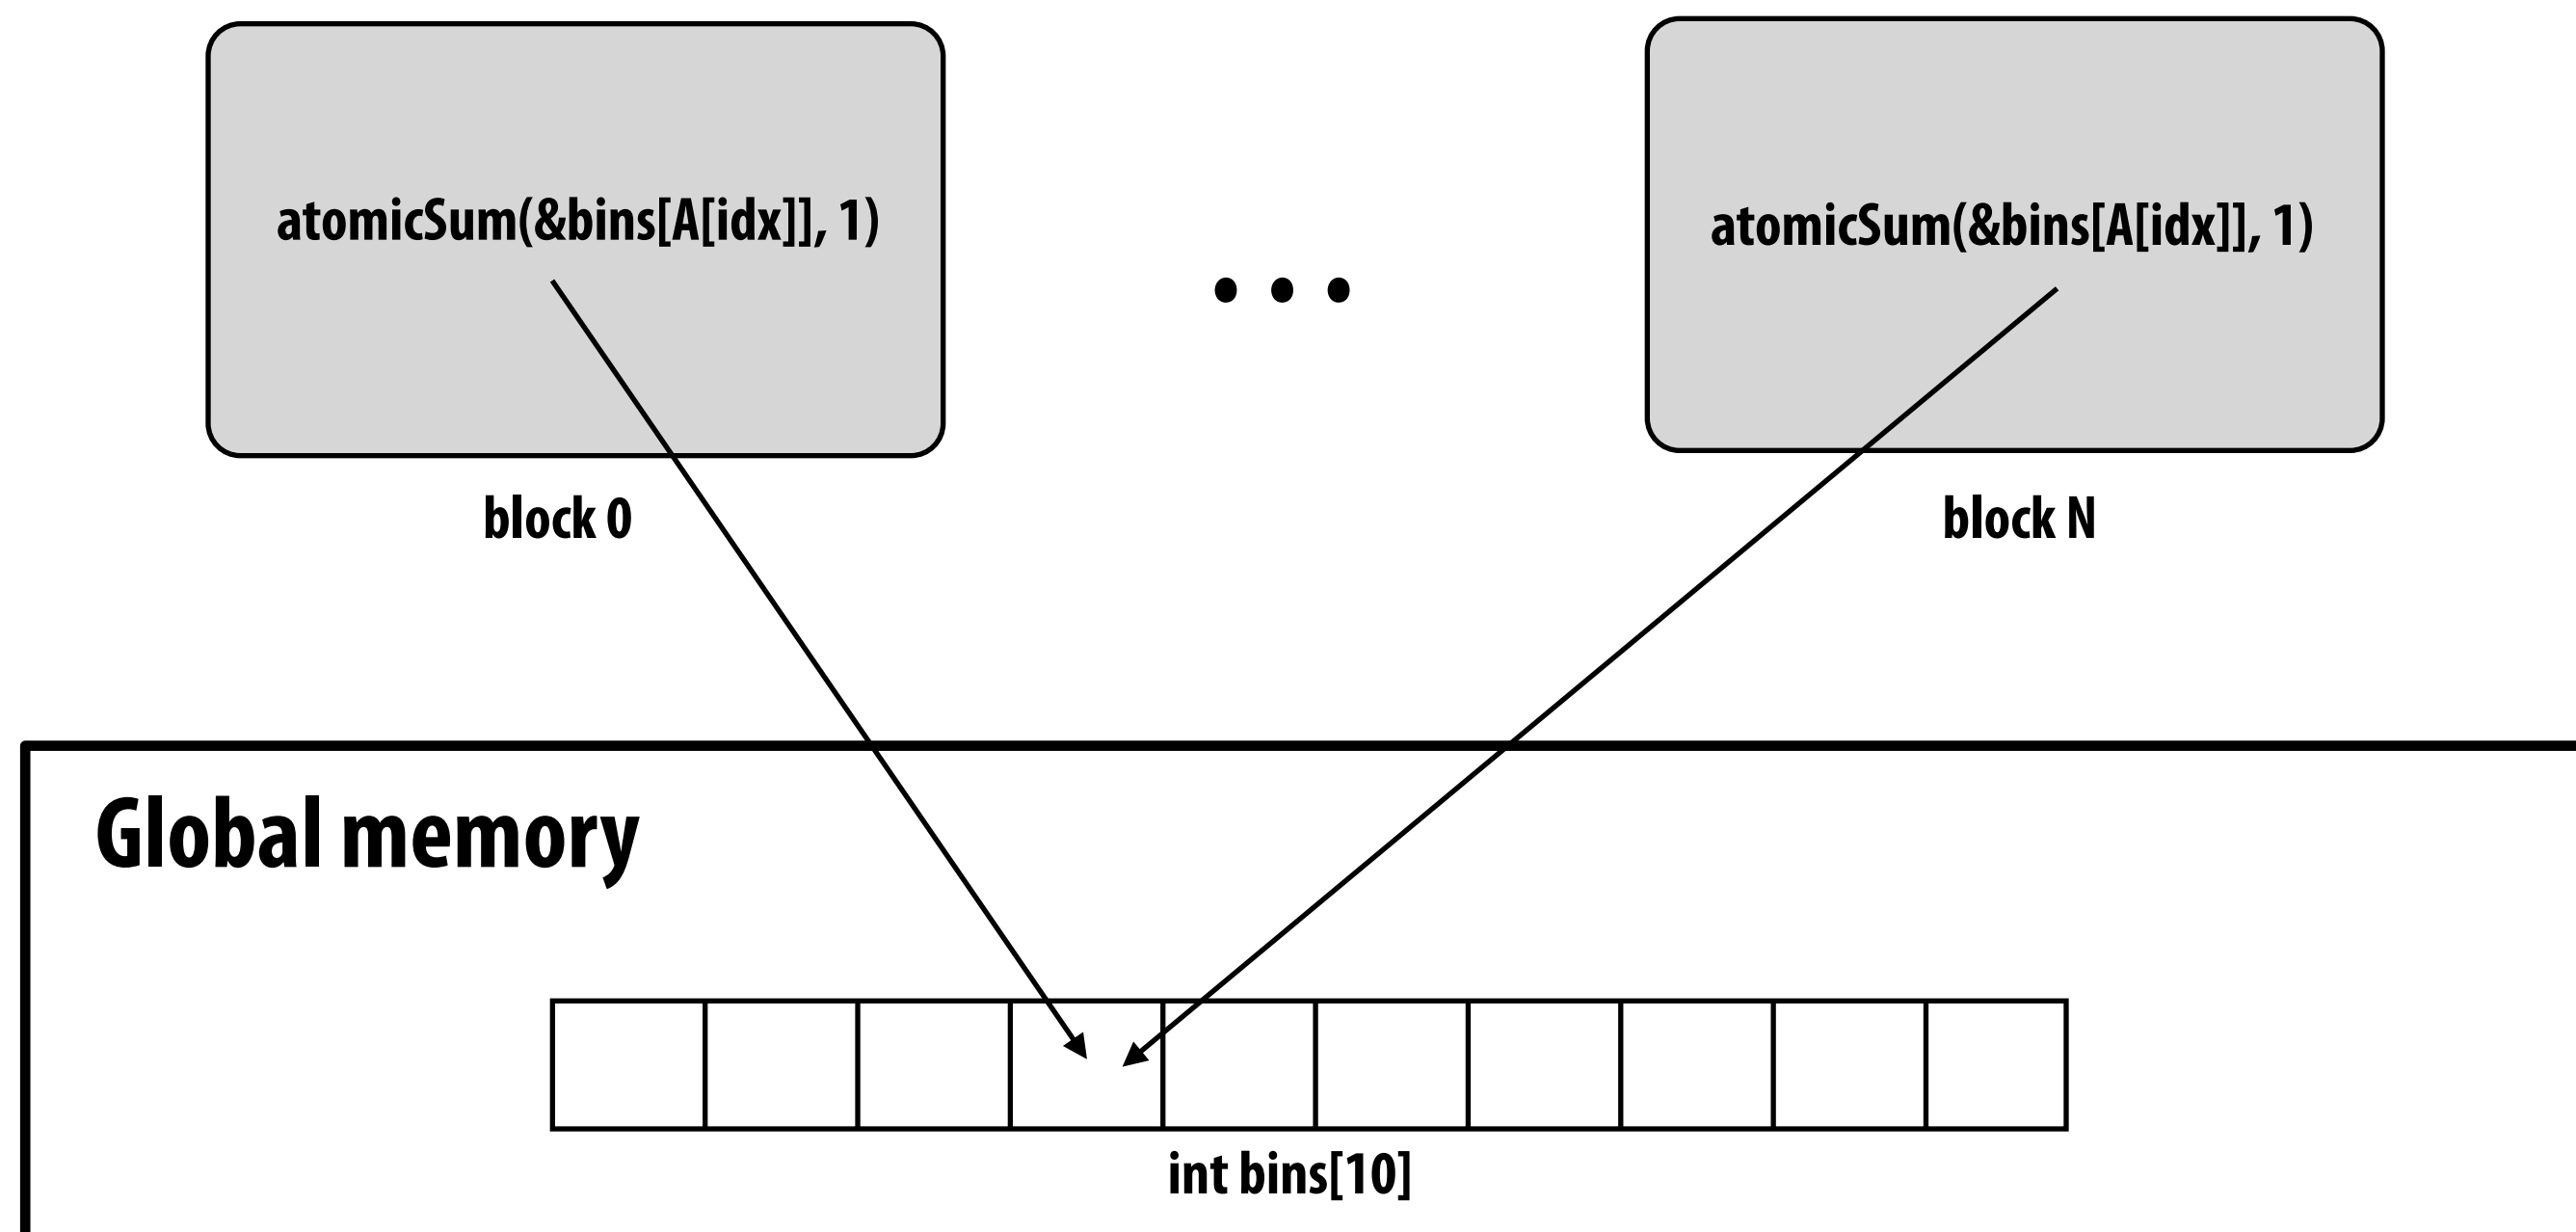 atomicSum(&bins[A[idx]], 1)
atomicSum(&bins[A[idx]], 1)
block 0
block N
Global memory
int bins[10]